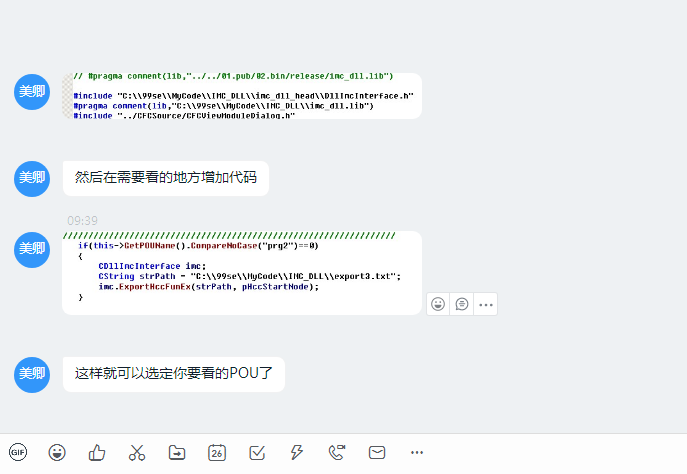 美卿
// #pragma comment(lib,"../../01.pub/02.bin/release/imc_dll.lib")
#include "C:\\99se\\MyCode\\IMC_DLL\\imc_dll_head\\DllImcInterface.h"
#pragma comment(lib,"C:\\99se\\MyCode\\IMC_DLL\\imc_dll.lib")
#include "../CFCSource/CFCViewModuleDialog.h"
美卿
然后在需要看的地方增加代码
09:39
美卿
////////////////////////////////////////////////////////////////
if(this->GetPOUName().CompareNoCase("prg2")==0)
{
CDllImcInterface imc;
CString strPath = "C:\\99se\\MyCode\\IMC_DLL\\export3.txt";
imc.ExportHccFunEx(strPath, pHccStartNode);
}
美卿
这样就可以选定你要看的POU了
GIF
26